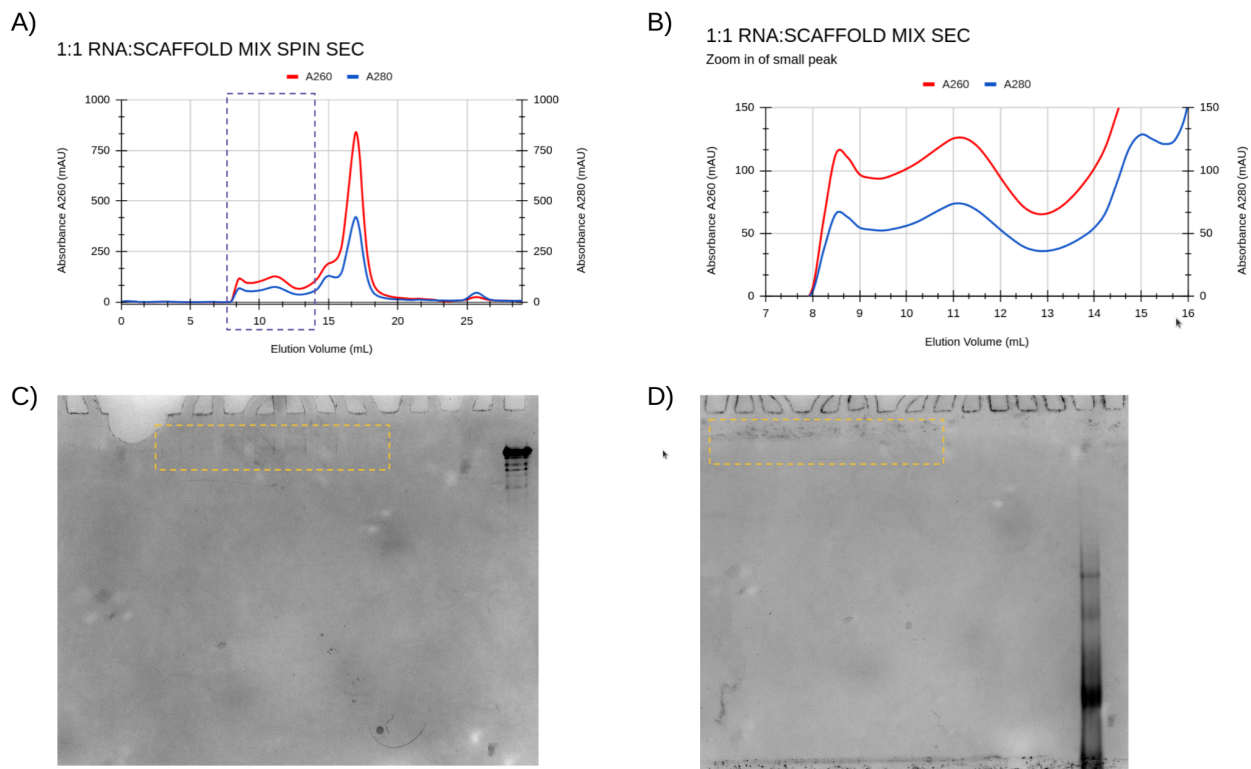 A)
1:1 RNA:SCAFFOLD MIX SPIN SEC
A260 A280
1000
750
500
250
0
1000
750
500
250
0
Absorbance A260 (mAU)
Absorbance A280 (mAU)
0 5 10 15 20 25
Elution Volume (mL)
B)
1:1 RNA:SCAFFOLD MIX SEC
Zoom in of small peak
A260 A280
150
100
50
0
150
100
50
0
Absorbance A260 (mAU)
Absorbance A280 (mAU)
7 8 9 10 11 12 13 14 15 16
Elution Volume (mL)
C)
D)